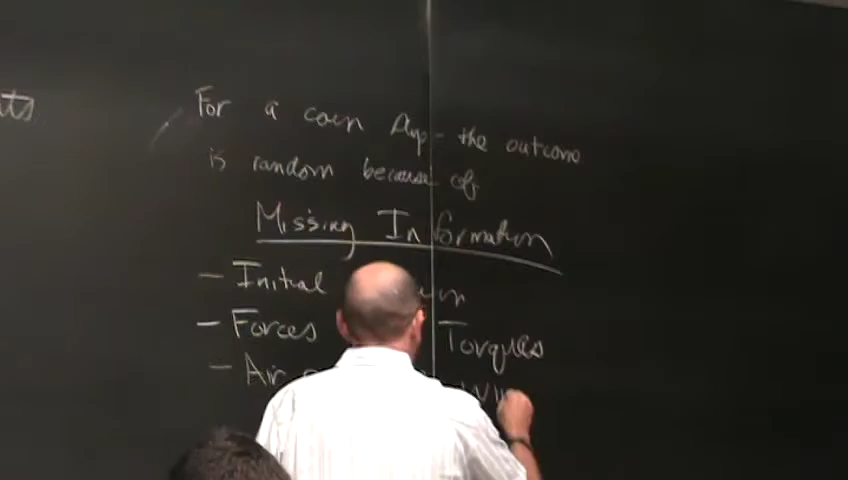 For a coin flip - the outcome
is random because of
Missing Information
- Initial
- Forces Torques
- Air